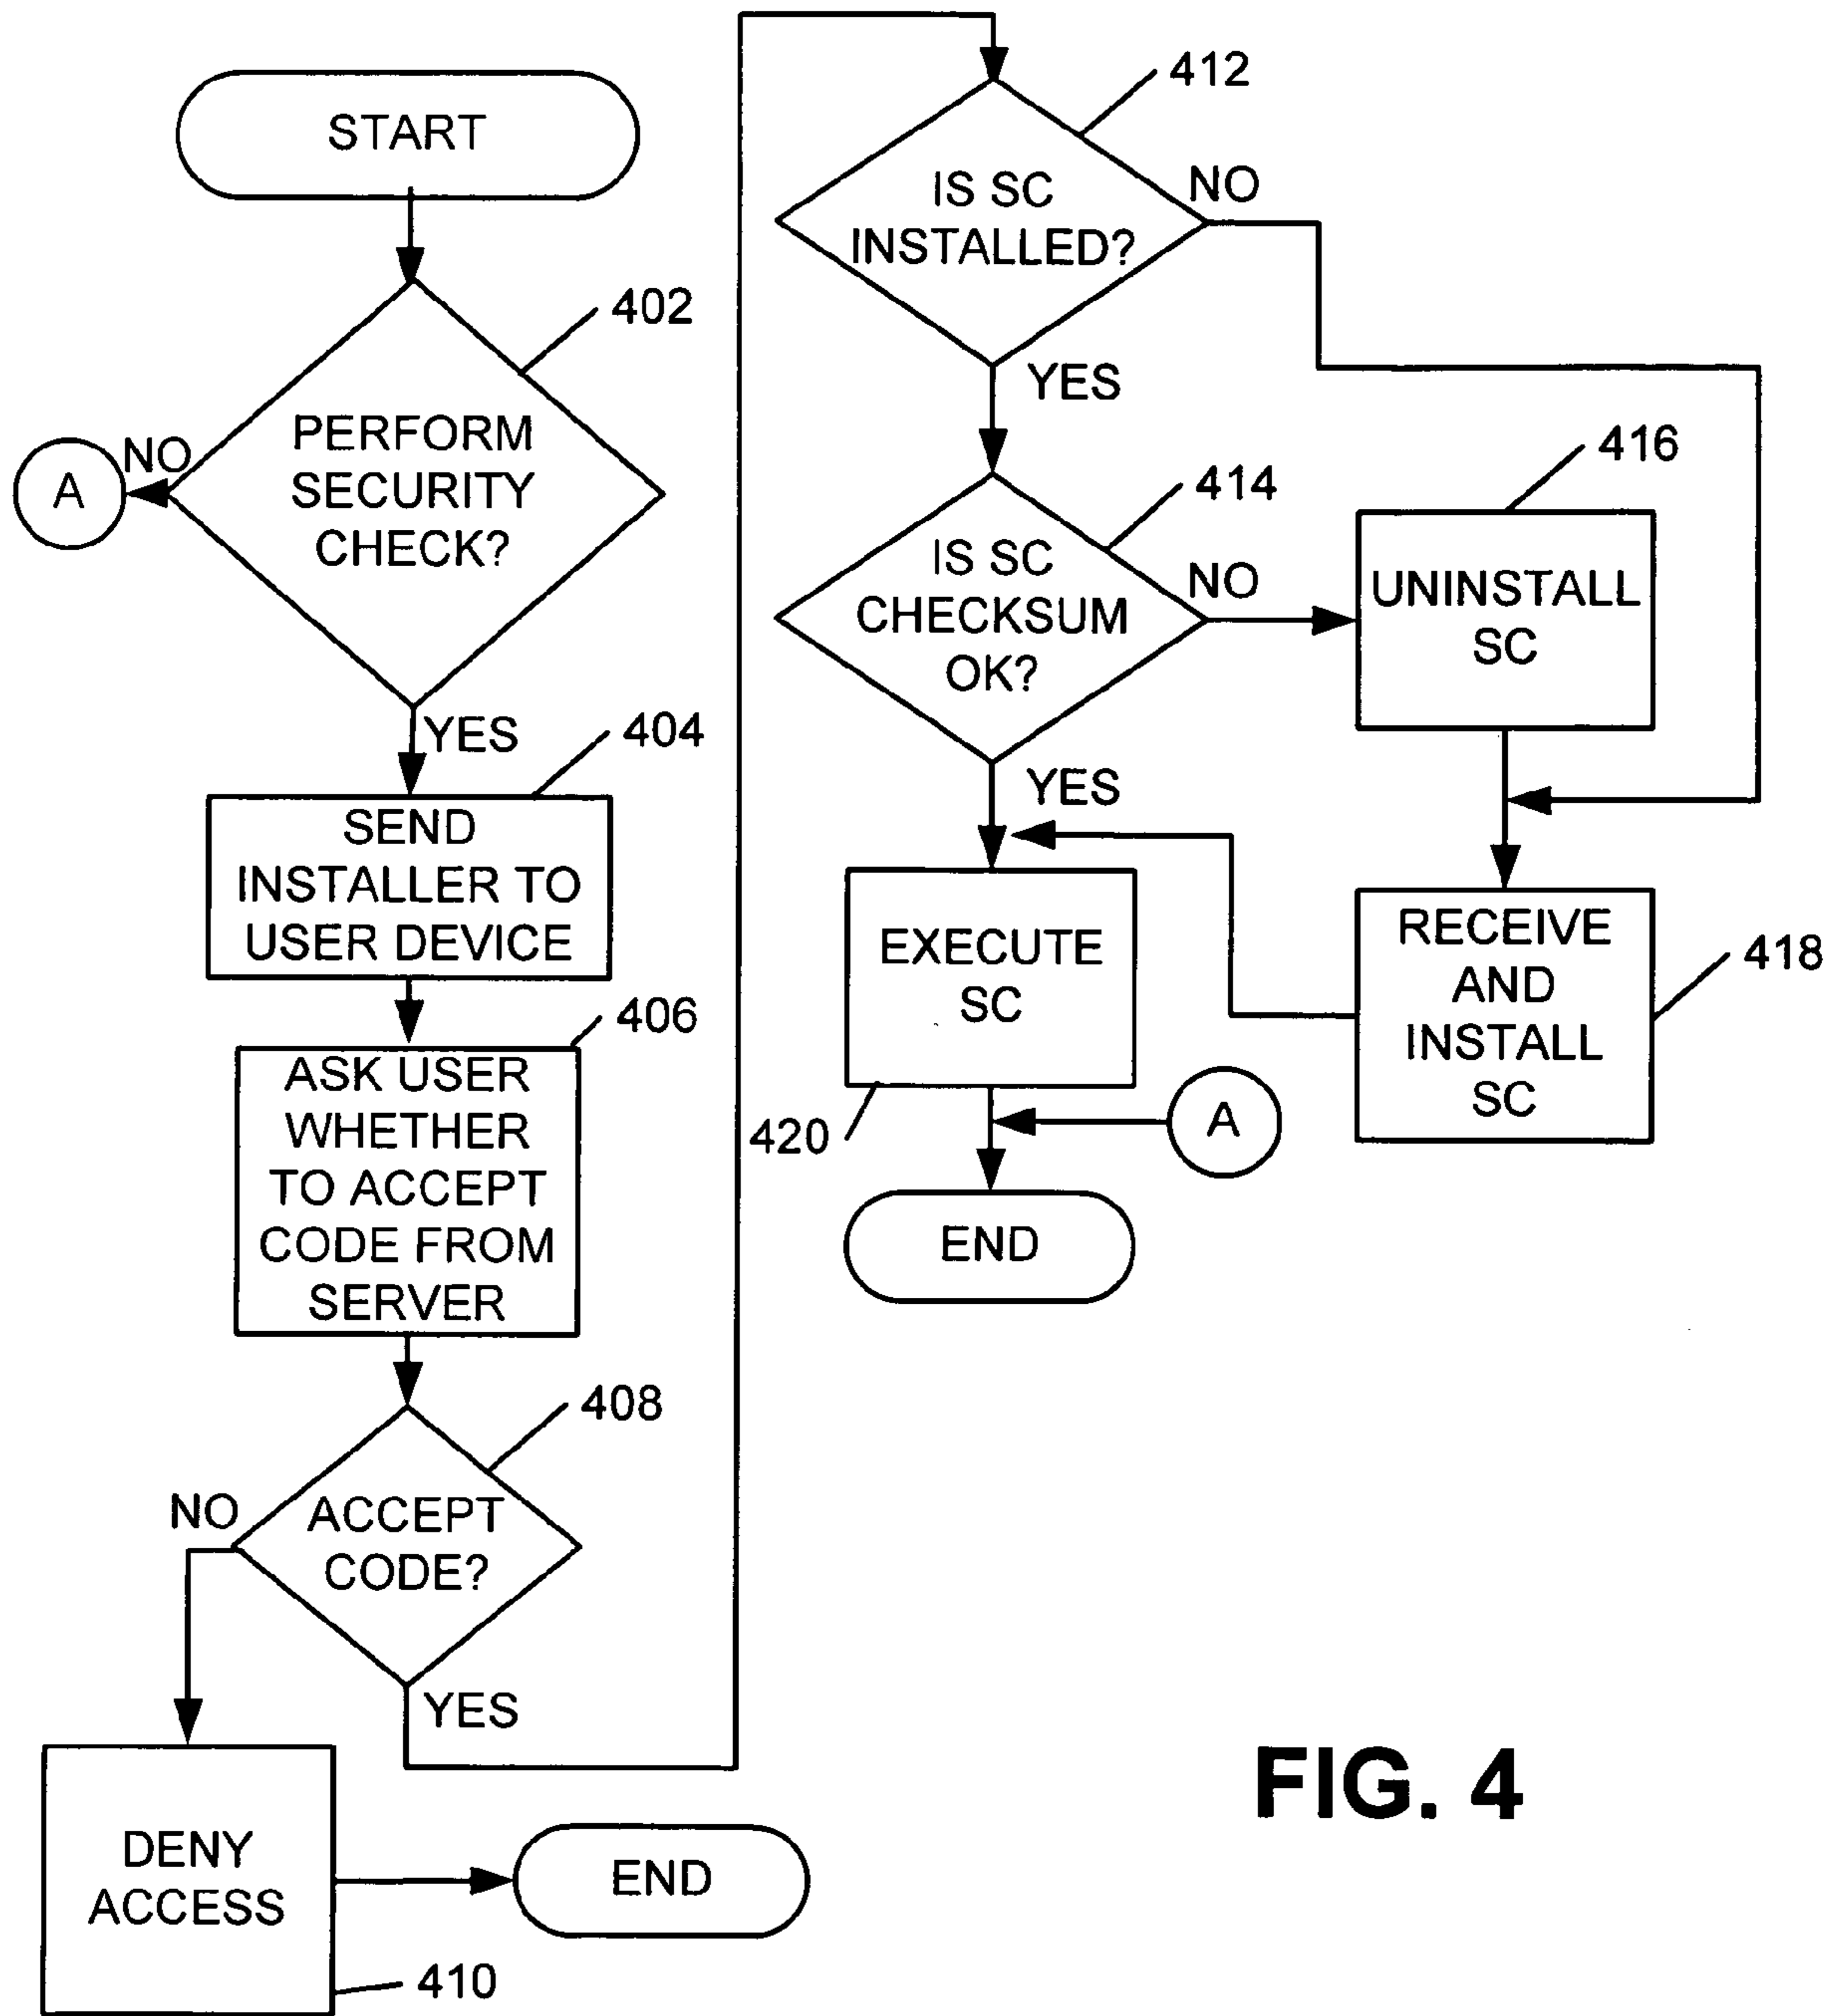 START
402
PERFORM
SECURITY
CHECK?
NO
A
YES
404
SEND
INSTALLER TO
USER DEVICE
406
ASK USER
WHETHER
TO ACCEPT
CODE FROM
SERVER
408
ACCEPT
CODE?
NO
YES
DENY
ACCESS
410
END
412
IS SC
INSTALLED?
NO
YES
414
IS SC
CHECKSUM
OK?
NO
YES
416
UNINSTALL
SC
RECEIVE
AND
INSTALL
SC
418
EXECUTE
SC
420
A
END
FIG. 4